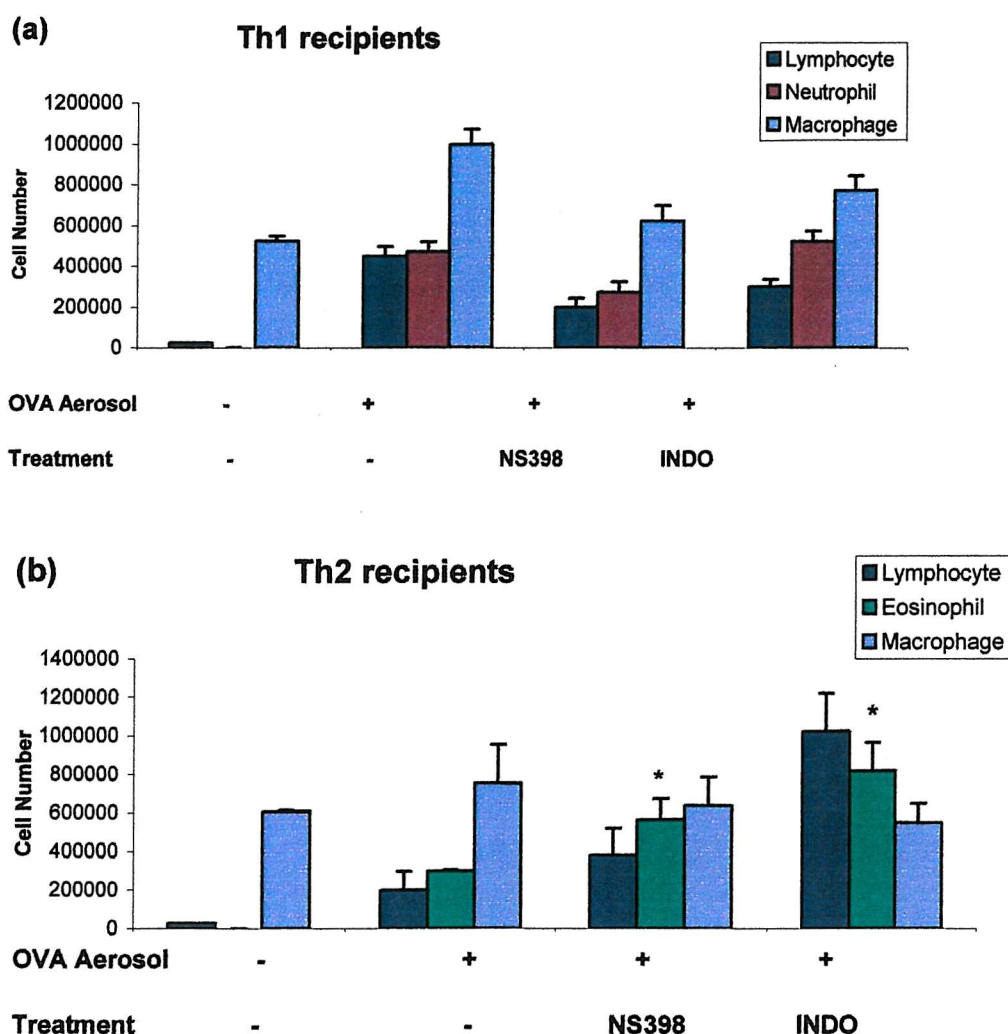 (a)
Th1 recipients
Lymphocyte
Neutrophil
Macrophage
Cell Number
1200000
1000000
800000
600000
400000
200000
0
OVA Aerosol - + + +
Treatment - - NS398 INDO
(b)
Th2 recipients
Lymphocyte
Eosinophil
Macrophage
Cell Number
1400000
1200000
1000000
800000
600000
400000
200000
0
* *
OVA Aerosol - + + +
Treatment - - NS398 INDO